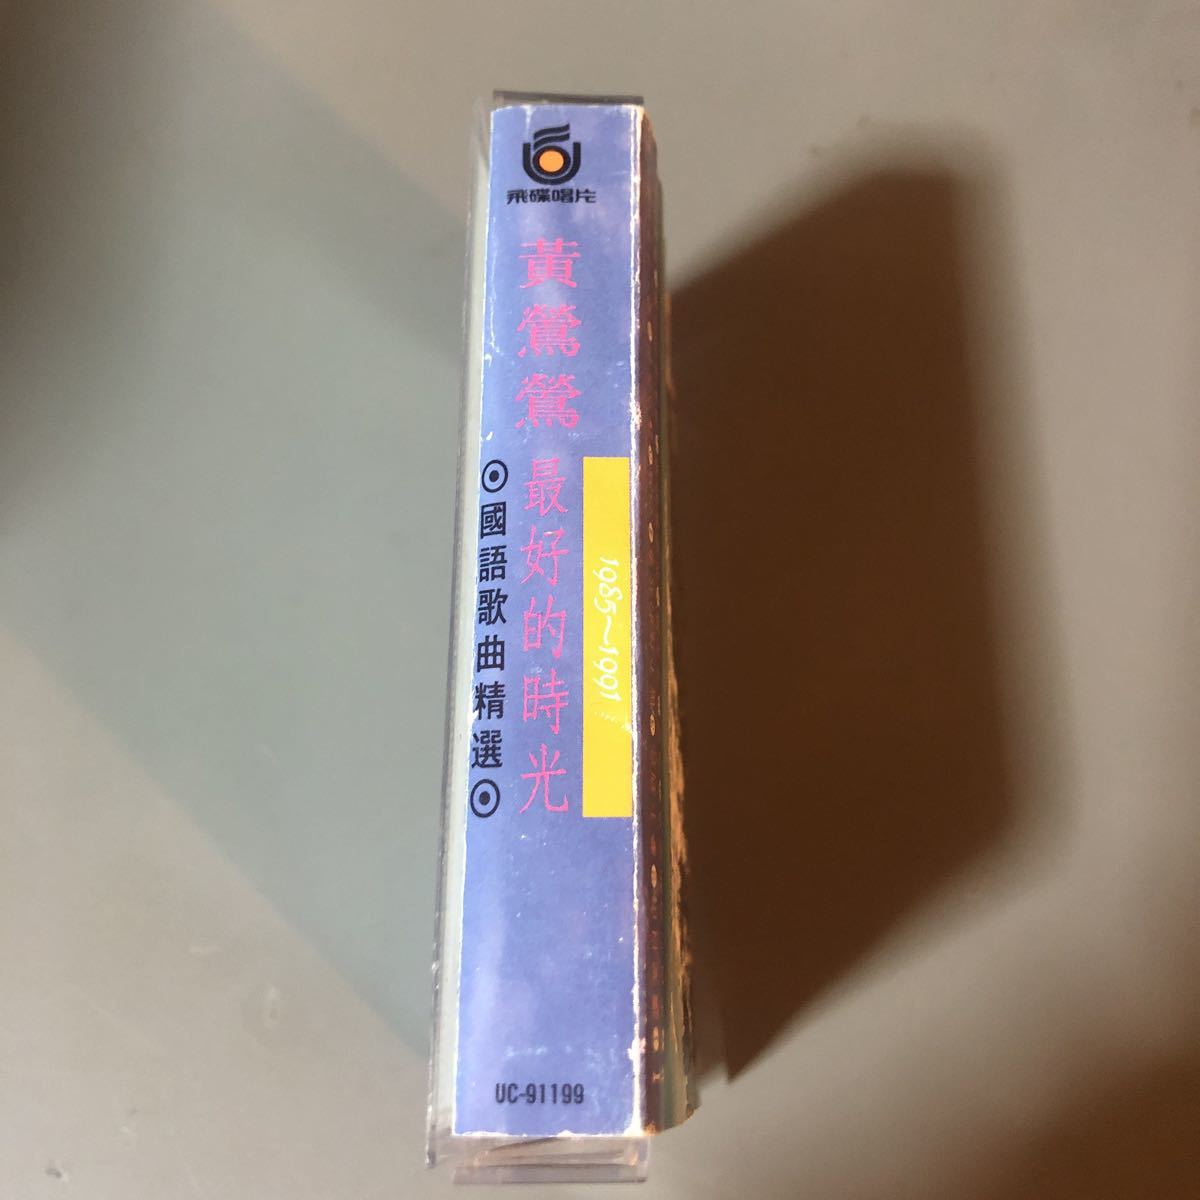 飛碟唱片
黃鶯鶯
最好的時光
1985~1991
◉國語歌曲精選◉
UC-91199